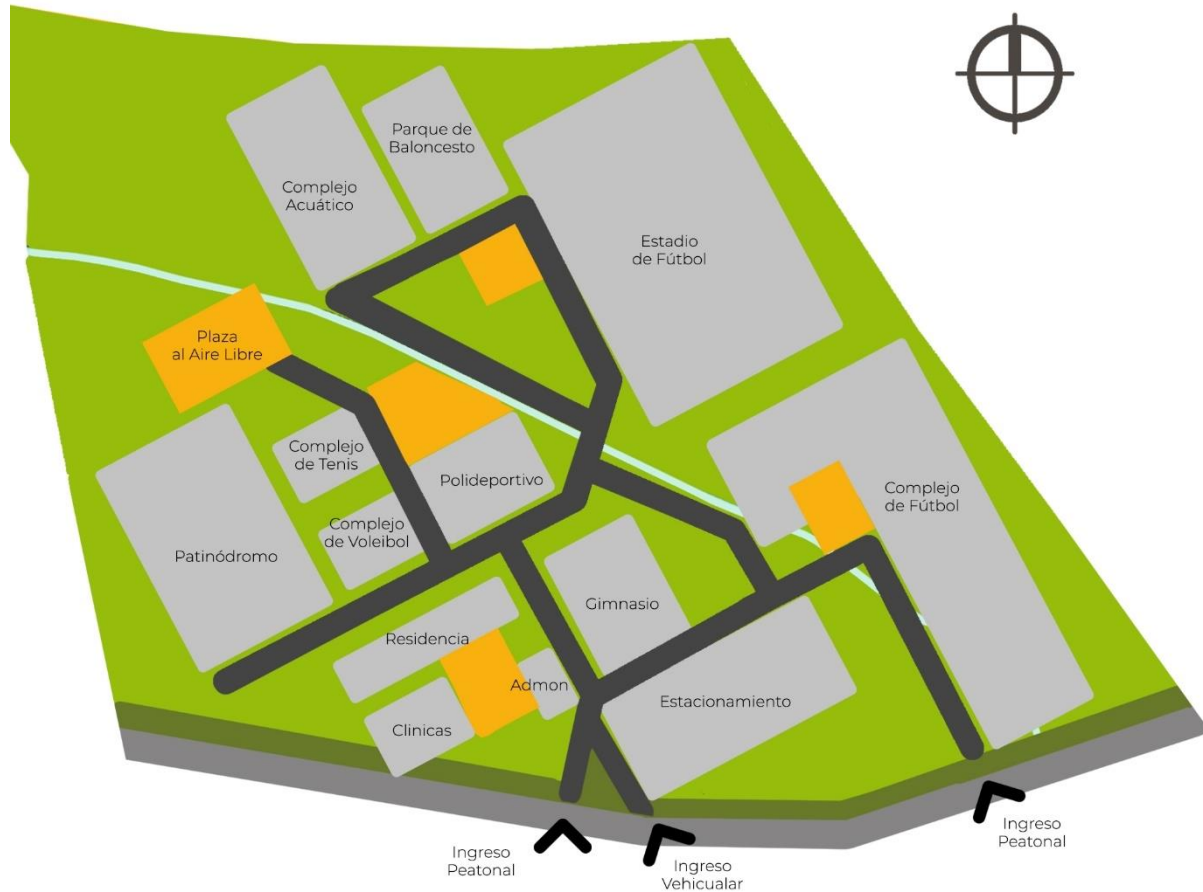 Parque de
Baloncesto
Complejo
Acuático
Estadio
de Fútbol
Plaza
al Aire Libre
Complejo
de Tenis
Polideportivo
Complejo
de Fútbol
Complejo
de Voleibol
Patinódromo
Gimnasio
Residencia
Admon
Estacionamiento
Clinicas
Ingreso
Peatonal
Ingreso
Vehicualar
Ingreso
Peatonal